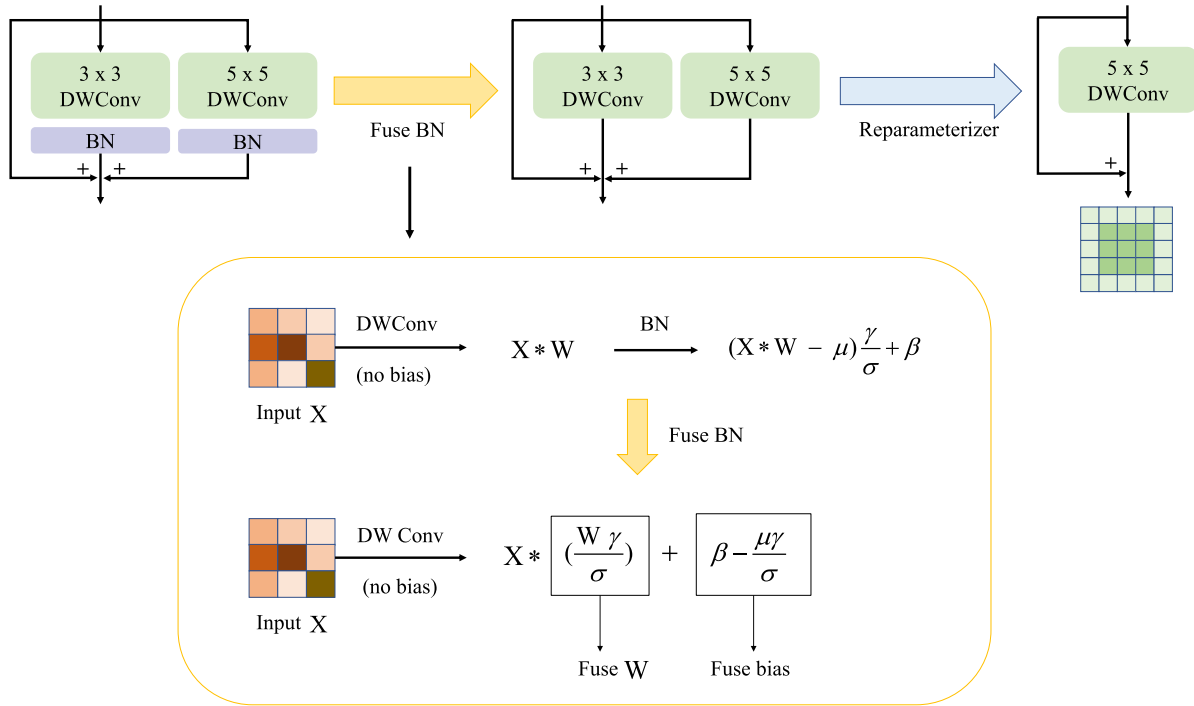 3 x 3
DWConv
5 x 5
DWConv
BN
BN
+ +
Fuse BN
3 x 3
DWConv
5 x 5
DWConv
+ +
Reparameterizer
5 x 5
DWConv
+
DWConv
(no bias)
Input X
X * W
BN
(X * W − μ) γ/σ + β
Fuse BN
DW Conv
(no bias)
Input X
X * (W γ/σ) + β − μγ/σ
Fuse W
Fuse bias